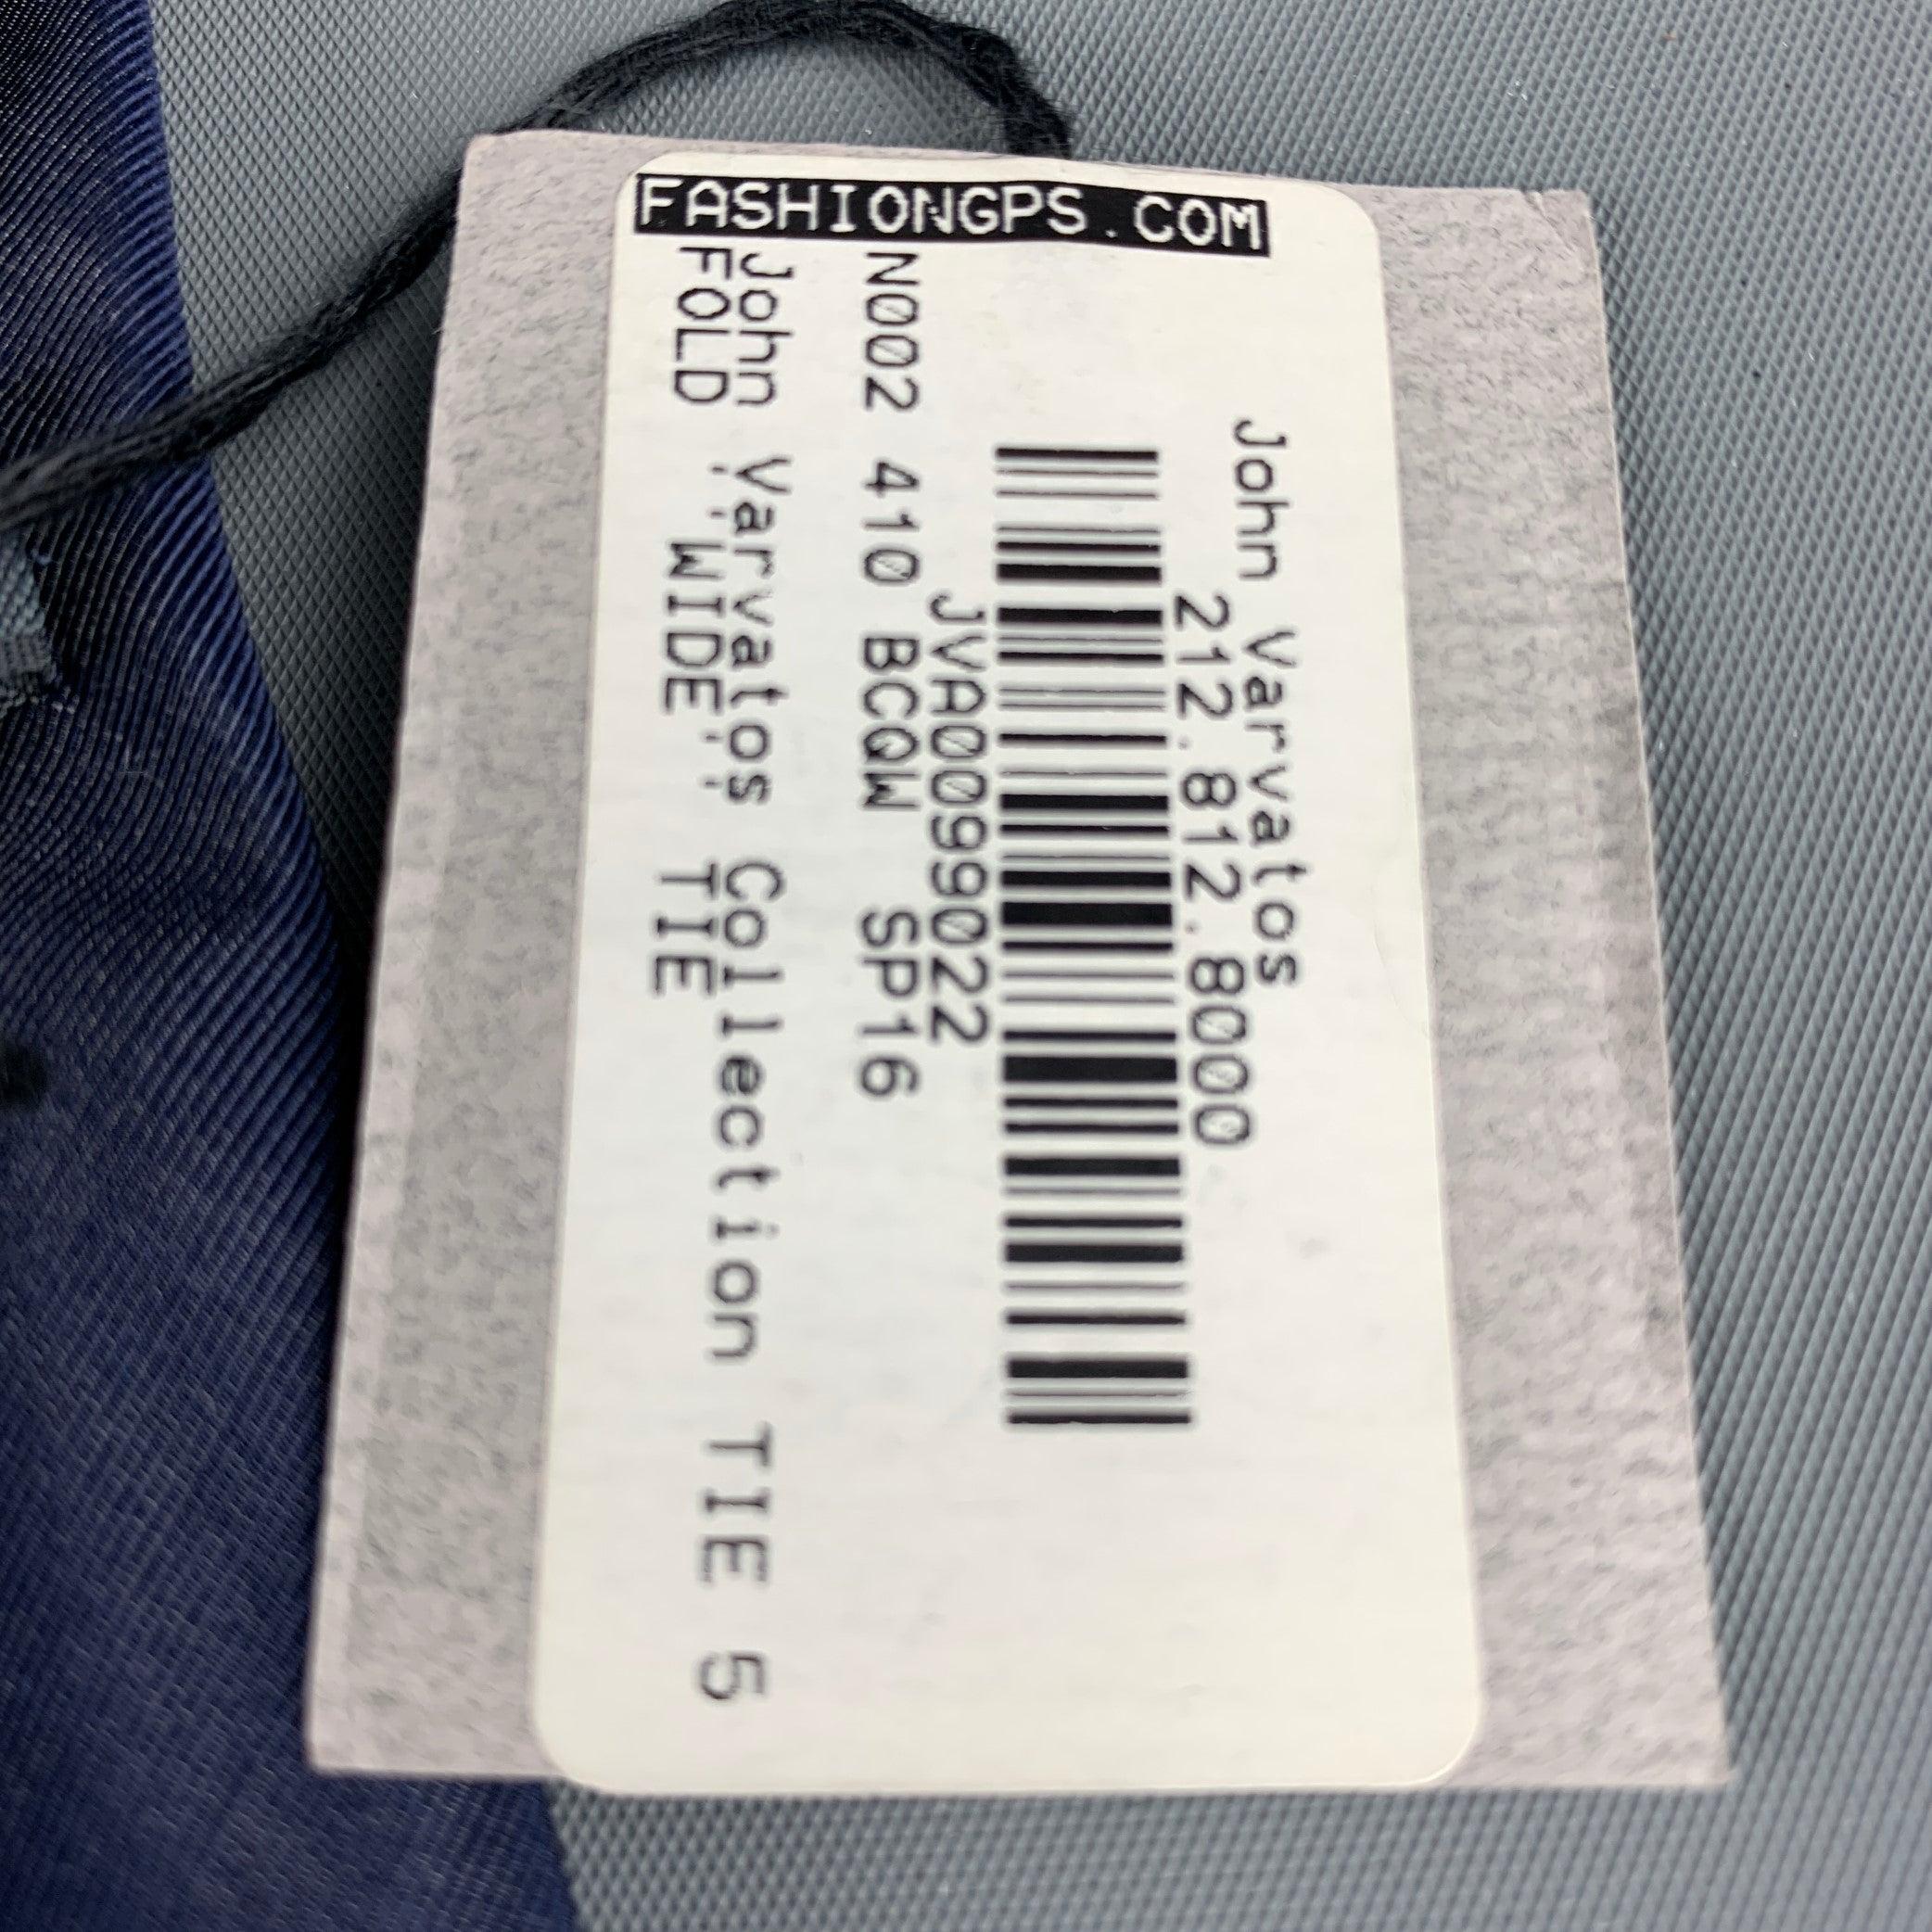 FASHIONGPS.COM
John Varvatos
212.812.8000
JVA0099022
N002 410 BCQW SP16
John Varvatos Collection TIE 5
FOLD 'WIDE' TIE